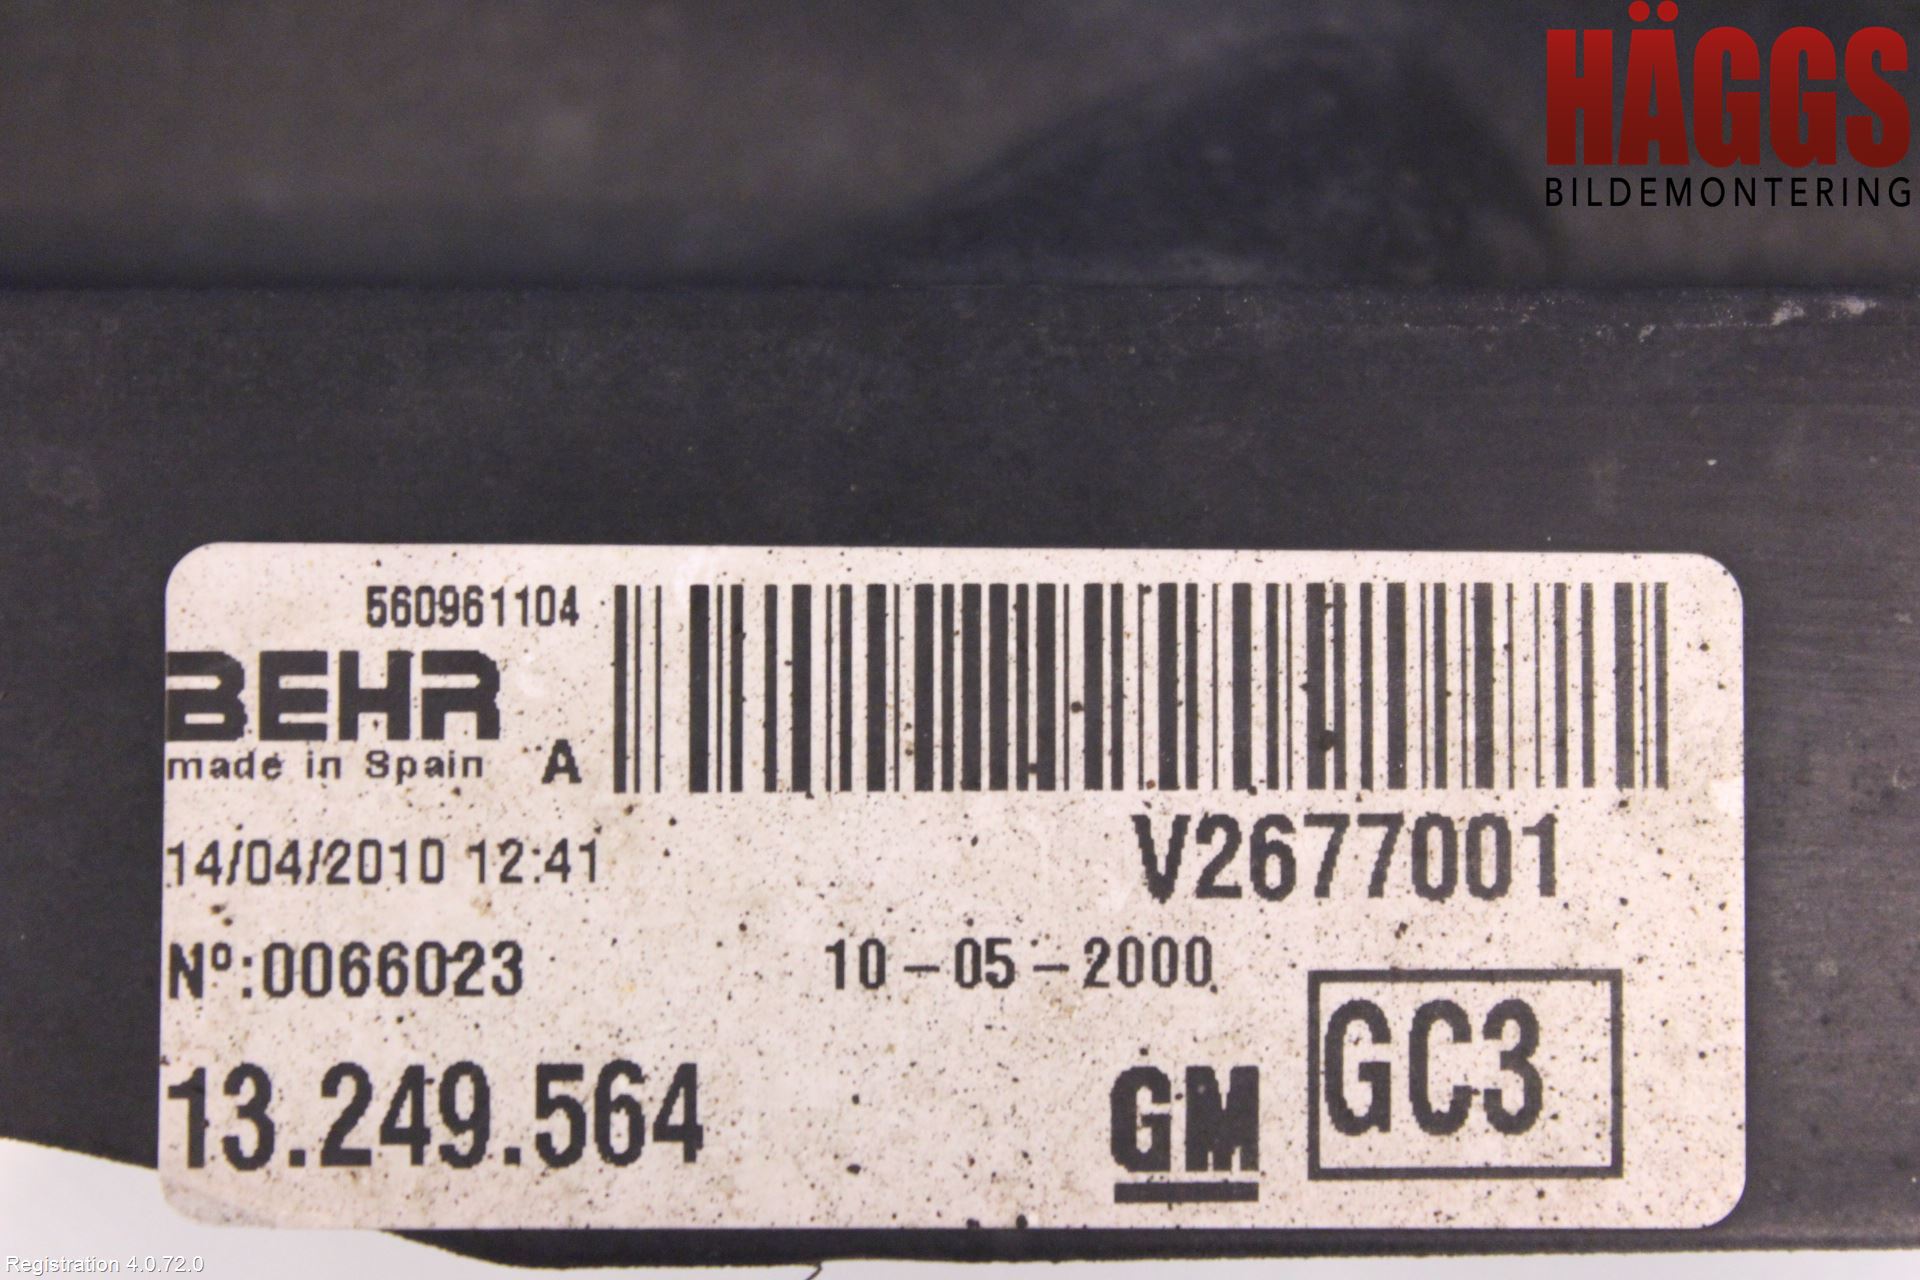 HÄGGS
BILDEMONTERING
560961104
BEHR
made in Spain A
V2677001
14/04/2010 12:41
Nº:0066023
10-05-2000
13.249.564
GM
GC3
Registration 4.0.72.0